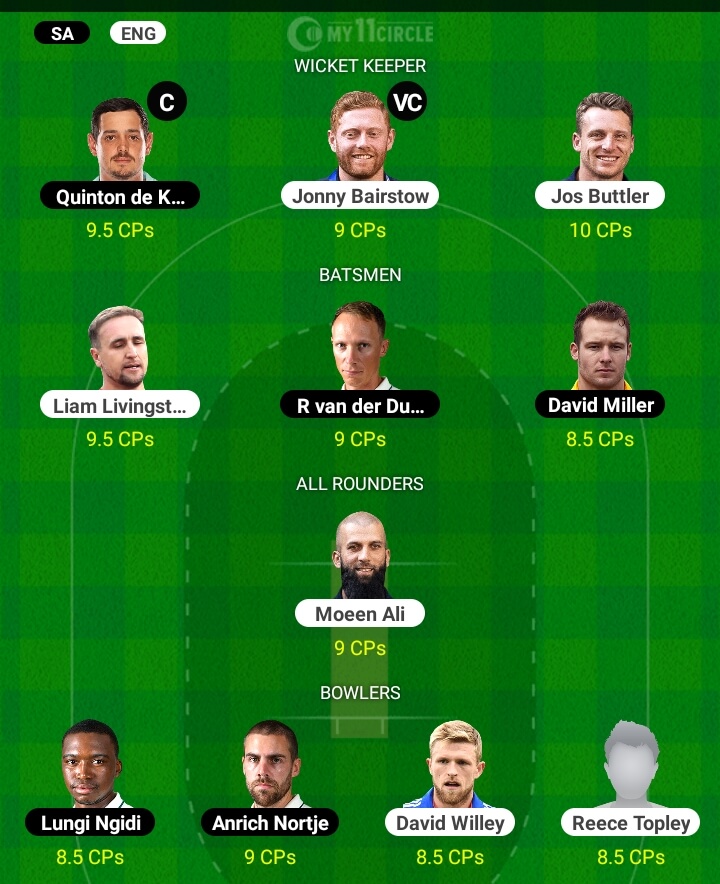 SA ENG
MY11CIRCLE
WICKET KEEPER
C VC
Quinton de K... Jonny Bairstow Jos Buttler
9.5 CPs 9 CPs 10 CPs
BATSMEN
Liam Livingst... R van der Du... David Miller
9.5 CPs 9 CPs 8.5 CPs
ALL ROUNDERS
Moeen Ali
9 CPs
BOWLERS
Lungi Ngidi Anrich Nortje David Willey Reece Topley
8.5 CPs 9 CPs 8.5 CPs 8.5 CPs